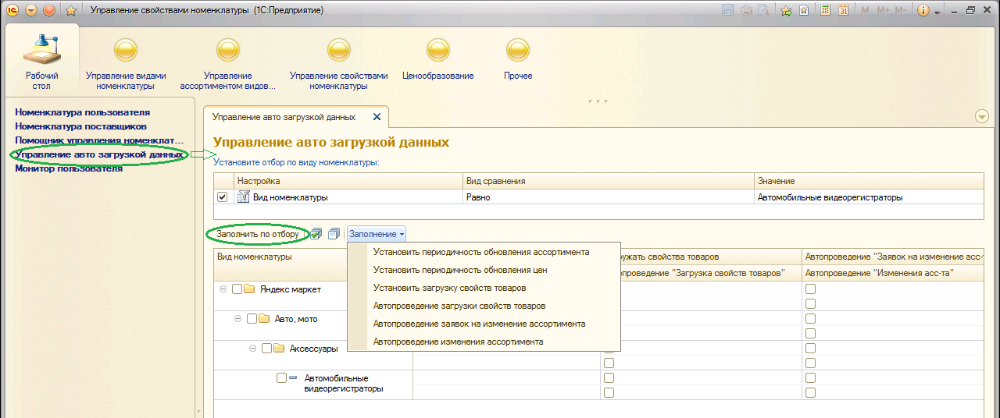 Управление свойствами номенклатуры (1С:Предприятие)
M M+ M-
31
Рабочий
стол
Управление видами
номенклатуры
Управление
ассортиментом видов...
Управление свойствами
номенклатуры
Ценообразование
Прочее
Номенклатура пользователя
Номенклатура поставщиков
Помощник управления номенклат...
Управление авто загрузкой данных
Монитор пользователя
Управление авто загрузкой данных
Управление авто загрузкой данных
Установите отбор по виду номенклатуры:
Настройка Вид сравнения Значение
Вид номенклатуры Равно Автомобильные видеорегистраторы
Заполнить по отбору Заполнение
Установить периодичность обновления ассортимента
Установить периодичность обновления цен
Установить загрузку свойств товаров
Автопроведение загрузки свойств товаров
Автопроведение заявок на изменение ассортимента
Автопроведение изменения ассортимента
Вид номенклатуры ружать свойства товаров Автопроведение "Заявок на изменение асс-т
опроведение "Загрузка свойств товаров" Автопроведение "Изменения асс-та"
Яндекс маркет
Авто, мото
Аксессуары
Автомобильные
видеорегистраторы